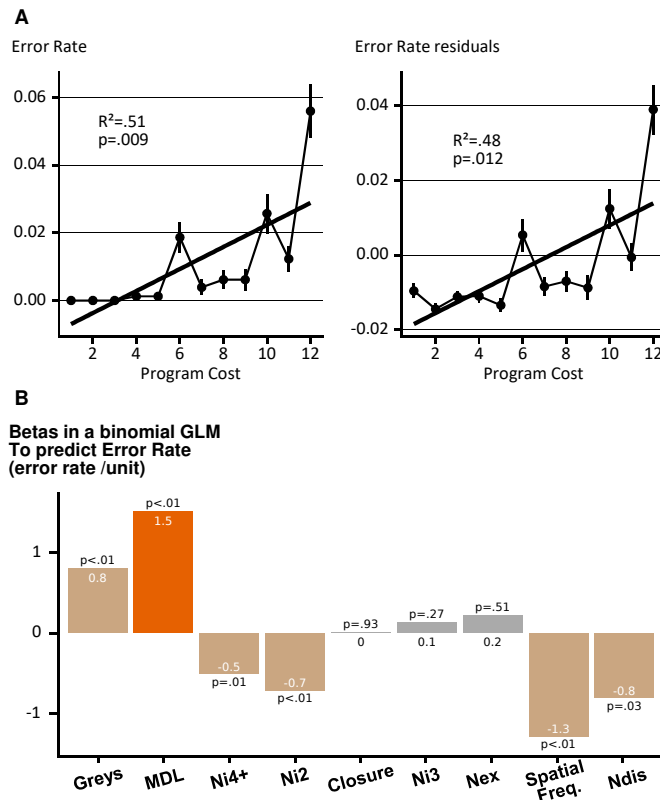 A
Error Rate
0.06
0.04
0.02
0.00
R²=.51
p=.009
2 4 6 8 10 12
Program Cost
Error Rate residuals
0.04
0.02
0.00
-0.02
R²=.48
p=.012
2 4 6 8 10 12
Program Cost
B
Betas in a binomial GLM
To predict Error Rate
(error rate /unit)
1
0
-1
p<.01
0.8
p<.01
1.5
-0.5
p=.01
-0.7
p<.01
p=.93
0
p=.27
0.1
p=.51
0.2
-1.3
p<.01
-0.8
p=.03
Greys
MDL
Ni4+
Ni2
Closure
Ni3
Nex
Spatial
Freq.
Ndis